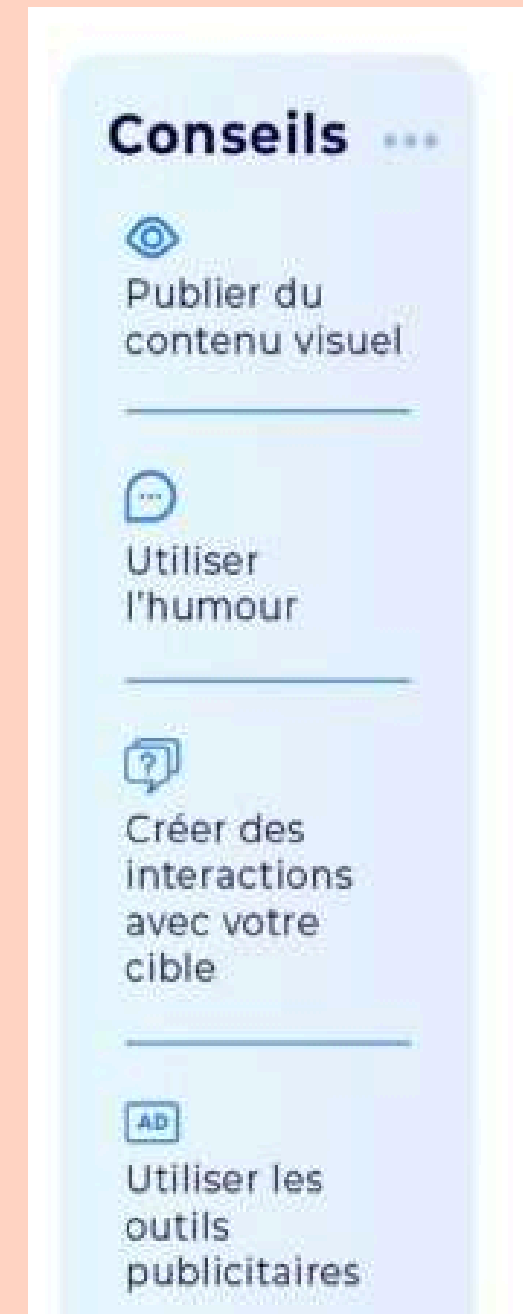 Conseils
Publier du
contenu visuel
Utiliser
l'humour
?
Créer des
interactions
avec votre
cible
AD
Utiliser les
outils
publicitaires